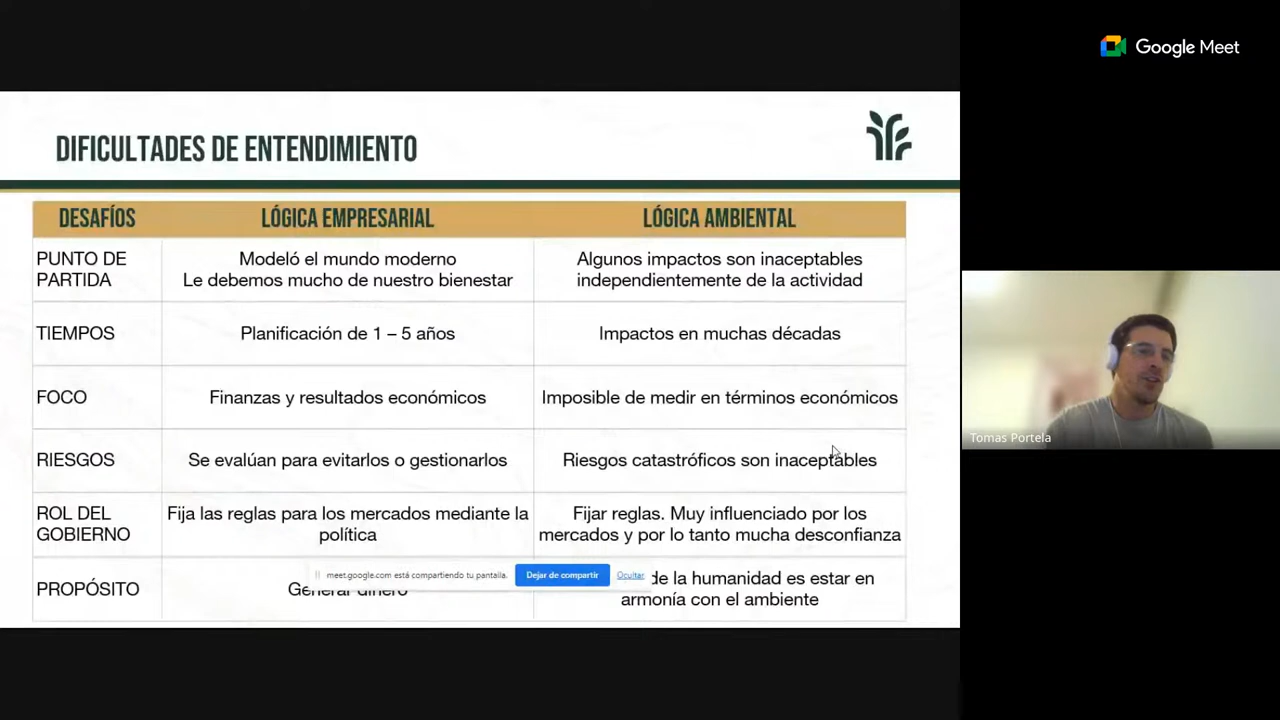 Google Meet
DIFICULTADES DE ENTENDIMIENTO
DESAFÍOS LÓGICA EMPRESARIAL LÓGICA AMBIENTAL
PUNTO DE PARTIDA
Modeló el mundo moderno
Le debemos mucho de nuestro bienestar
Algunos impactos son inaceptables
independientemente de la actividad
TIEMPOS Planificación de 1 – 5 años Impactos en muchas décadas
FOCO Finanzas y resultados económicos Imposible de medir en términos económicos
RIESGOS Se evalúan para evitarlos o gestionarlos Riesgos catastróficos son inaceptables
ROL DEL
GOBIERNO
Fija las reglas para los mercados mediante la
política
Fijar reglas. Muy influenciado por los
mercados y por lo tanto mucha desconfianza
PROPÓSITO
Generar dinero
de la humanidad es estar en
armonía con el ambiente
meet.google.com está compartiendo tu pantalla. Dejar de compartir Ocultar
Tomas Portela